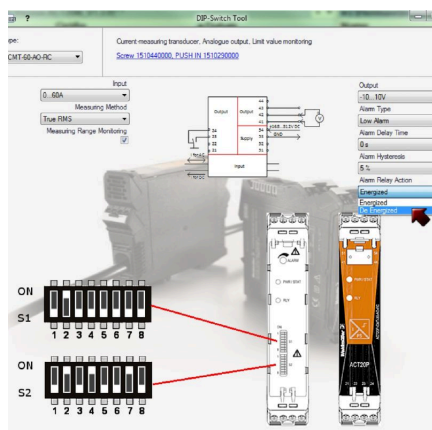 ?
DIP-Switch Tool
Current measuring transducer, Analogue output, Limit value monitoring
CMT-60-AO-RC
Screw 1510440000, PUSH IN 1510290000
Input
0...60A
Measuring Method
True RMS
Measuring Range Monitoring
Output
-10...10V
Alarm Type
Low Alarm
Alarm Delay Time
0 s
Alarm Hysteresis
5 %
Alarm Relay Action
Energized
Energized
De Energized
Output
Output
Supply
Input
GND
ON
S1
1 2 3 4 5 6 7 8
ON
S2
1 2 3 4 5 6 7 8
ALARM
PWR/STAT
RLY
ACT20P